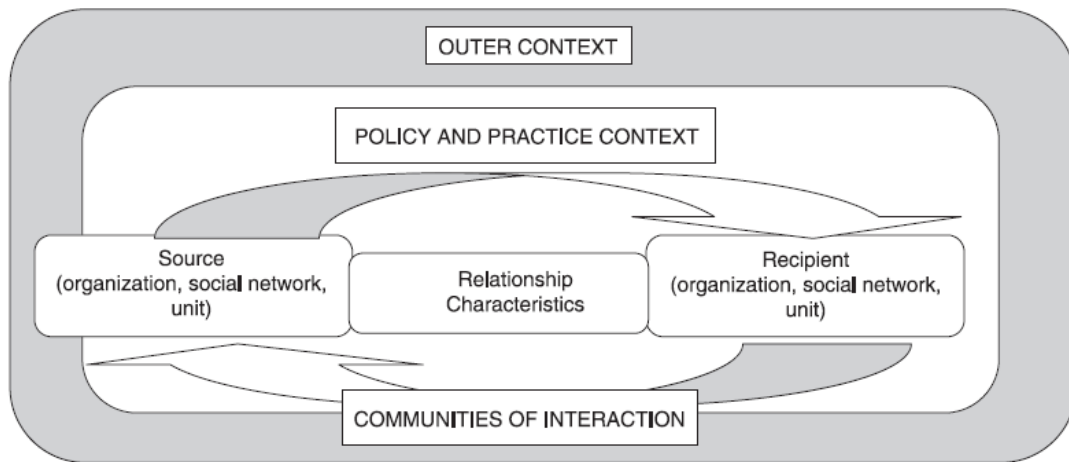 OUTER CONTEXT
POLICY AND PRACTICE CONTEXT
Source
(organization, social network,
unit)
Relationship
Characteristics
Recipient
(organization, social network,
unit)
COMMUNITIES OF INTERACTION